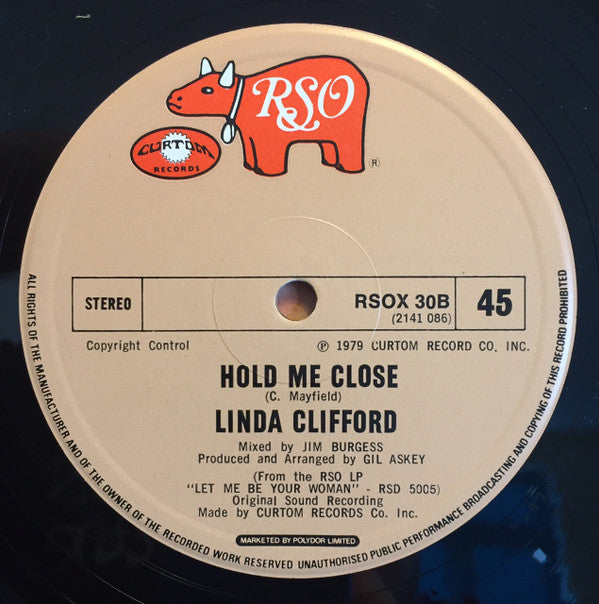 RSO
®
CURTOM
RECORDS
STEREO
RSOX 30B
(2141 086)
45
Copyright Control
℗ 1979 CURTOM RECORD CO. INC.
HOLD ME CLOSE
(C. Mayfield)
LINDA CLIFFORD
Mixed by JIM BURGESS
Produced and Arranged by GIL ASKEY
(From the RSO LP
"LET ME BE YOUR WOMAN" - RSD 5005)
Original Sound Recording
Made by CURTOM RECORDS Co. Inc.
MARKETED BY POLYDOR LIMITED
ALL RIGHTS OF THE MANUFACTURER AND OF THE OWNER OF THE RECORDED WORK RESERVED UNAUTHORISED PUBLIC PERFORMANCE BROADCASTING AND COPYING OF THIS RECORD PROHIBITED